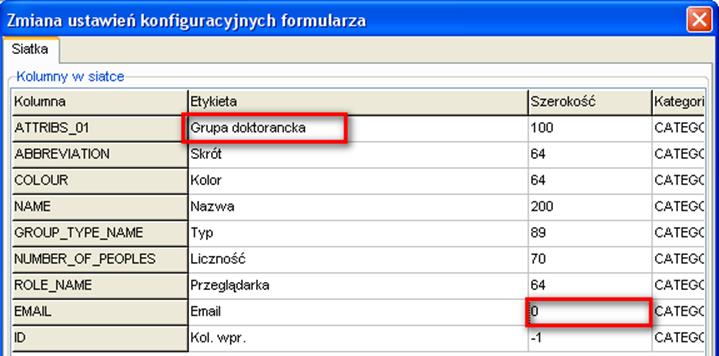 Zmiana ustawień konfiguracyjnych formularza
Siatka
Kolumny w siatce
Kolumna Etykieta Szerokość Kategori
ATTRIBS_01 Grupa doktorancka 100 CATEGO
ABBREVIATION Skrót 64 CATEGO
COLOUR Kolor 64 CATEGO
NAME Nazwa 200 CATEGO
GROUP_TYPE_NAME Typ 89 CATEGO
NUMBER_OF_PEOPLES Liczność 70 CATEGO
ROLE_NAME Przeglądarka 64 CATEGO
EMAIL Email 0 CATEGO
ID Kol. wpr. -1 CATEGO